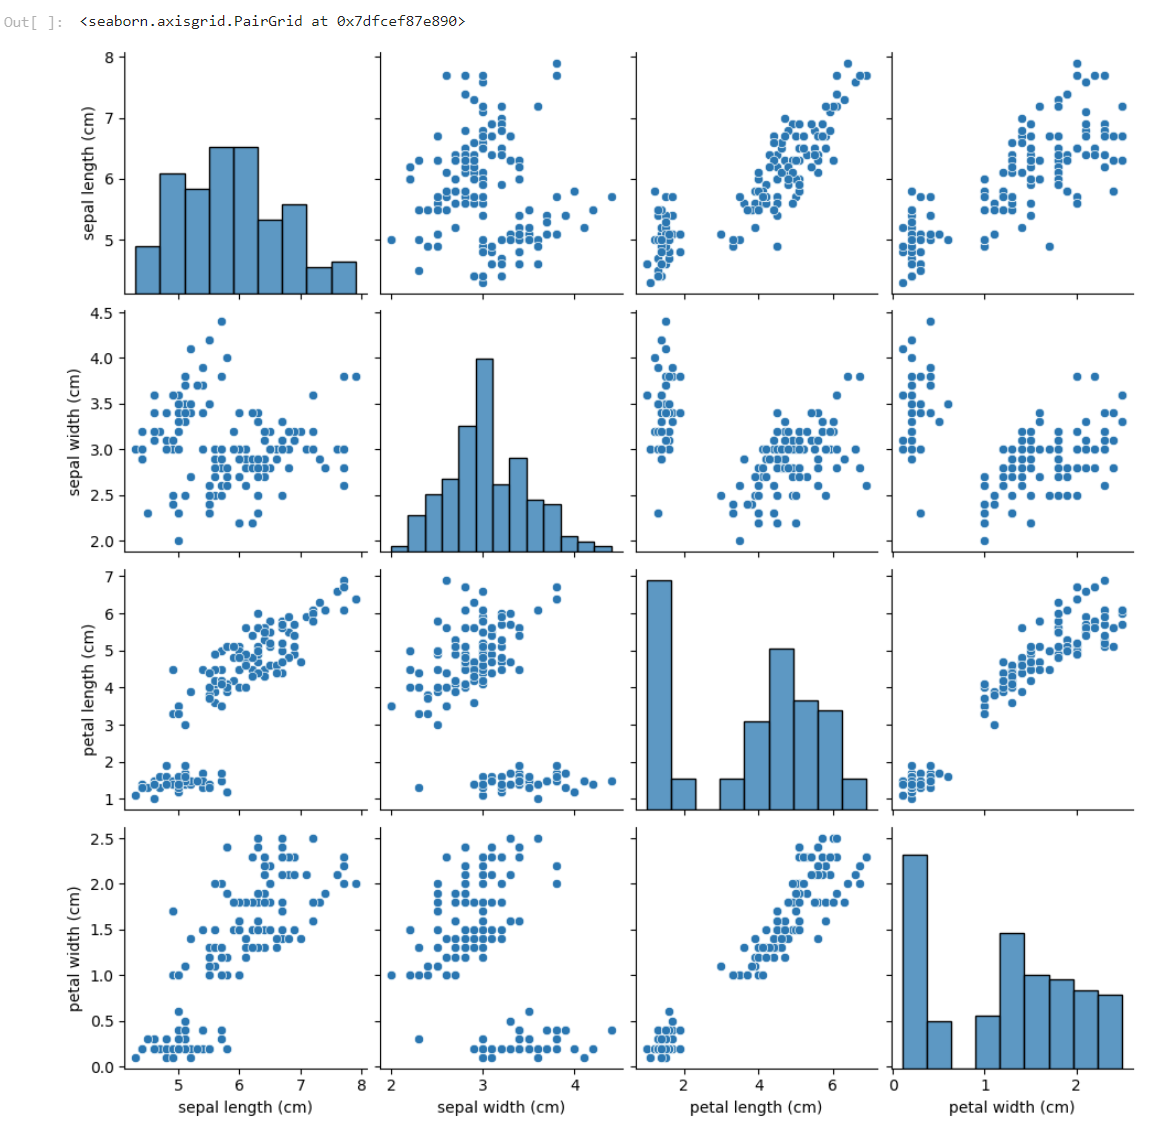 Out[ ]: <seaborn.axisgrid.PairGrid at 0x7dfcef87e890>
8
7
6
5
sepal length (cm)
4.5
4.0
3.5
3.0
2.5
2.0
sepal width (cm)
7
6
5
4
3
2
1
petal length (cm)
2.5
2.0
1.5
1.0
0.5
0.0
petal width (cm)
5 6 7 8
2 3 4
2 4 6
0 1 2
sepal length (cm)
sepal width (cm)
petal length (cm)
petal width (cm)